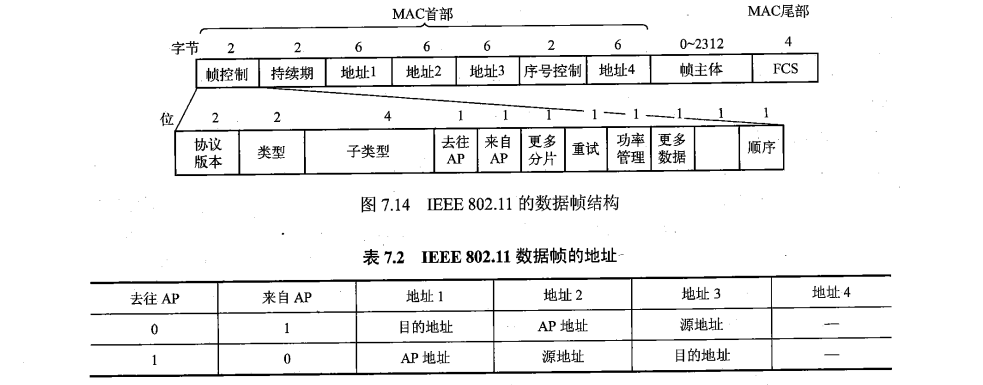 MAC首部 MAC尾部
字节 2 2 6 6 6 2 6 0~2312 4
帧控制 持续期 地址1 地址2 地址3 序号控制 地址4 帧主体 FCS
位 2 2 4 1 1 1 1 1 1 1 1
协议版本 类型 子类型 去往AP 来自AP 更多分片 重试 功率管理 更多数据 顺序
图 7.14 IEEE 802.11 的数据帧结构
表 7.2 IEEE 802.11 数据帧的地址
去往 AP 来自 AP 地址 1 地址 2 地址 3 地址 4
0 1 目的地址 AP 地址 源地址 —
1 0 AP 地址 源地址 目的地址 —